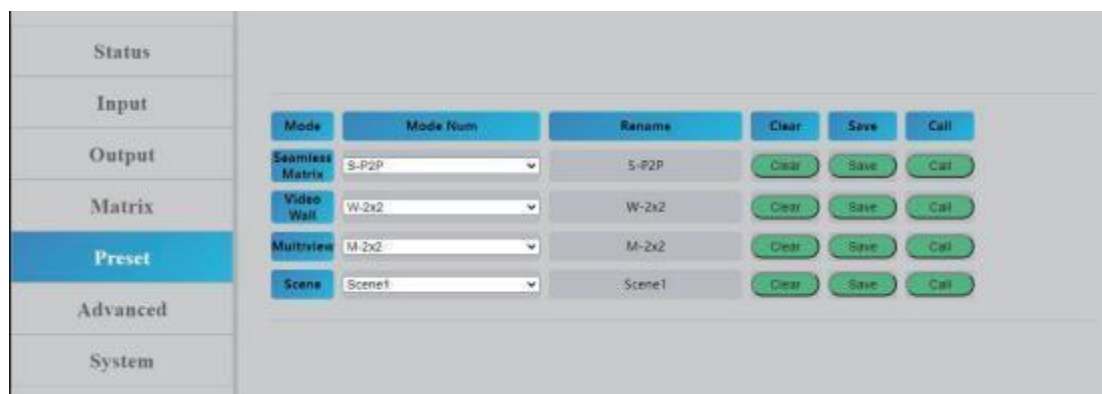 Status
Input
Output
Matrix
Preset
Advanced
System
Mode Mode Num Rename Clear Save Call
Seamless
Matrix
S-P2P S-P2P Clear Save Call
Video
Wall
W-2x2 W-2x2 Clear Save Call
Multiview M-2x2 M-2x2 Clear Save Call
Scene Scene1 Scene1 Clear Save Call